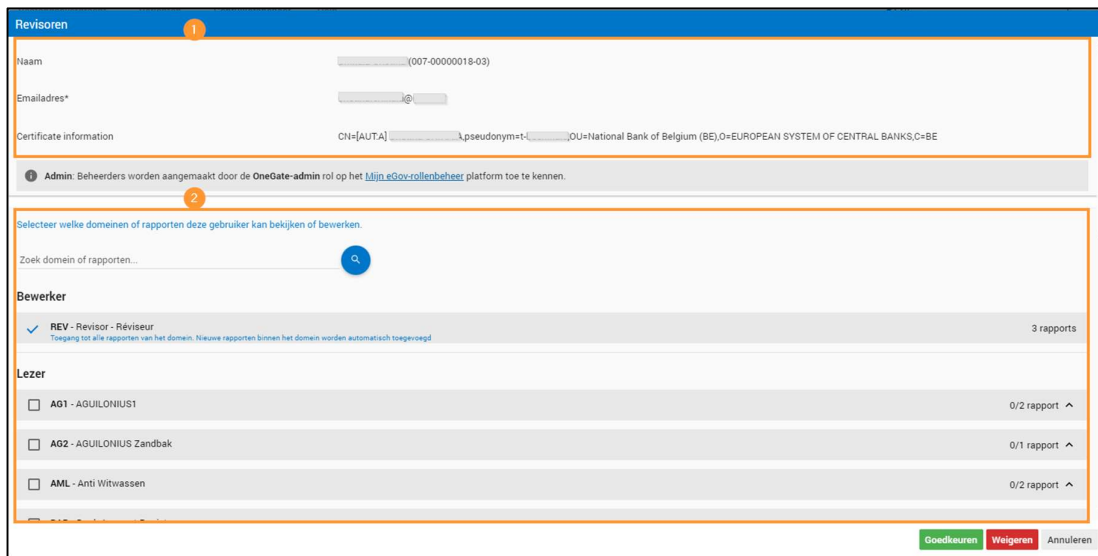 Revisoren
1
Naam (007-00000018-03)
Emailadres* @
Certificate information CN=[AUT:A] ,pseudonym=t- ,OU=National Bank of Belgium (BE),O=EUROPEAN SYSTEM OF CENTRAL BANKS,C=BE
Admin: Beheerders worden aangemaakt door de OneGate-admin rol op het Mijn eGov-rollenbeheer platform toe te kennen.
2
Selecteer welke domeinen of rapporten deze gebruiker kan bekijken of bewerken.
Zoek domein of rapporten...
Bewerker
REV - Revisor - Réviseur 3 rapports
Toegang tot alle rapporten van het domein. Nieuwe rapporten binnen het domein worden automatisch toegevoegd
Lezer
AG1 - AGUILONIUS1 0/2 rapport
AG2 - AGUILONIUS Zandbak 0/1 rapport
AML - Anti Witwassen 0/2 rapport
Goedkeuren Weigeren Annuleren